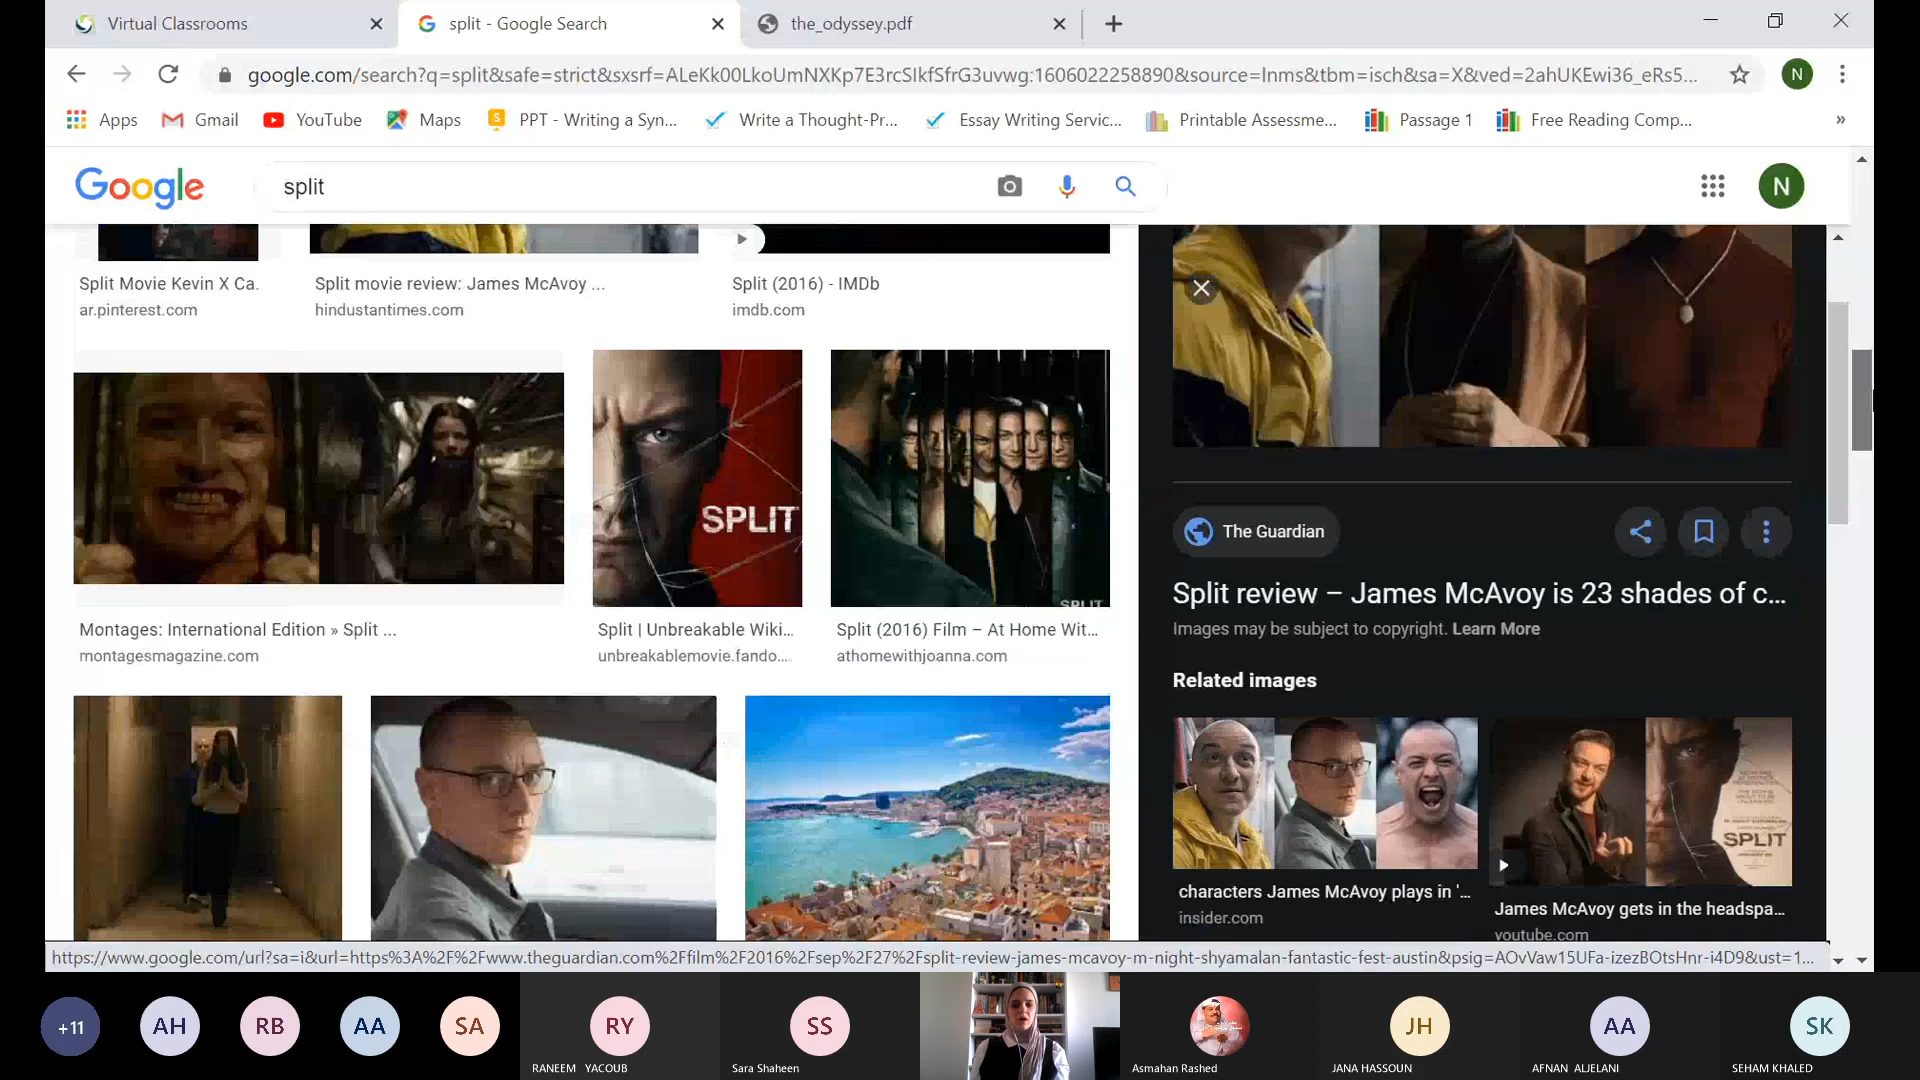 Virtual Classrooms
split - Google Search
the_odyssey.pdf
google.com/search?q=split&safe=strict&sxsrf=ALeKk00LkoUmNXKp7E3rcSIkfSfrG3uvwg:1606022258890&source=lnms&tbm=isch&sa=X&ved=2ahUKEwi36_eRs5...
N
Apps
Gmail
YouTube
Maps
PPT - Writing a Syn...
Write a Thought-Pr...
Essay Writing Servic...
Printable Assessme...
Passage 1
Free Reading Comp...
»
Google
split
N
Split Movie Kevin X Ca.
ar.pinterest.com
Split movie review: James McAvoy ...
hindustantimes.com
Split (2016) - IMDb
imdb.com
SPLIT
SPLIT
Montages: International Edition » Split ...
montagesmagazine.com
Split | Unbreakable Wiki...
unbreakablemovie.fando...
Split (2016) Film – At Home Wit...
athomewithjoanna.com
The Guardian
Split review – James McAvoy is 23 shades of c...
Images may be subject to copyright. Learn More
Related images
SPLIT
characters James McAvoy plays in '...
insider.com
James McAvoy gets in the headspa...
youtube.com
https://www.google.com/url?sa=i&url=https%3A%2F%2Fwww.theguardian.com%2Ffilm%2F2016%2Fsep%2F27%2Fsplit-review-james-mcavoy-m-night-shyamalan-fantastic-fest-austin&psig=AOvVaw15UFa-izezBOtsHnr-i4D9&ust=1...
+11
AH
RB
AA
SA
RY
RANEEM YACOUB
SS
Sara Shaheen
Asmahan Rashed
JH
JANA HASSOUN
AA
AFNAN ALJELANI
SK
SEHAM KHALED